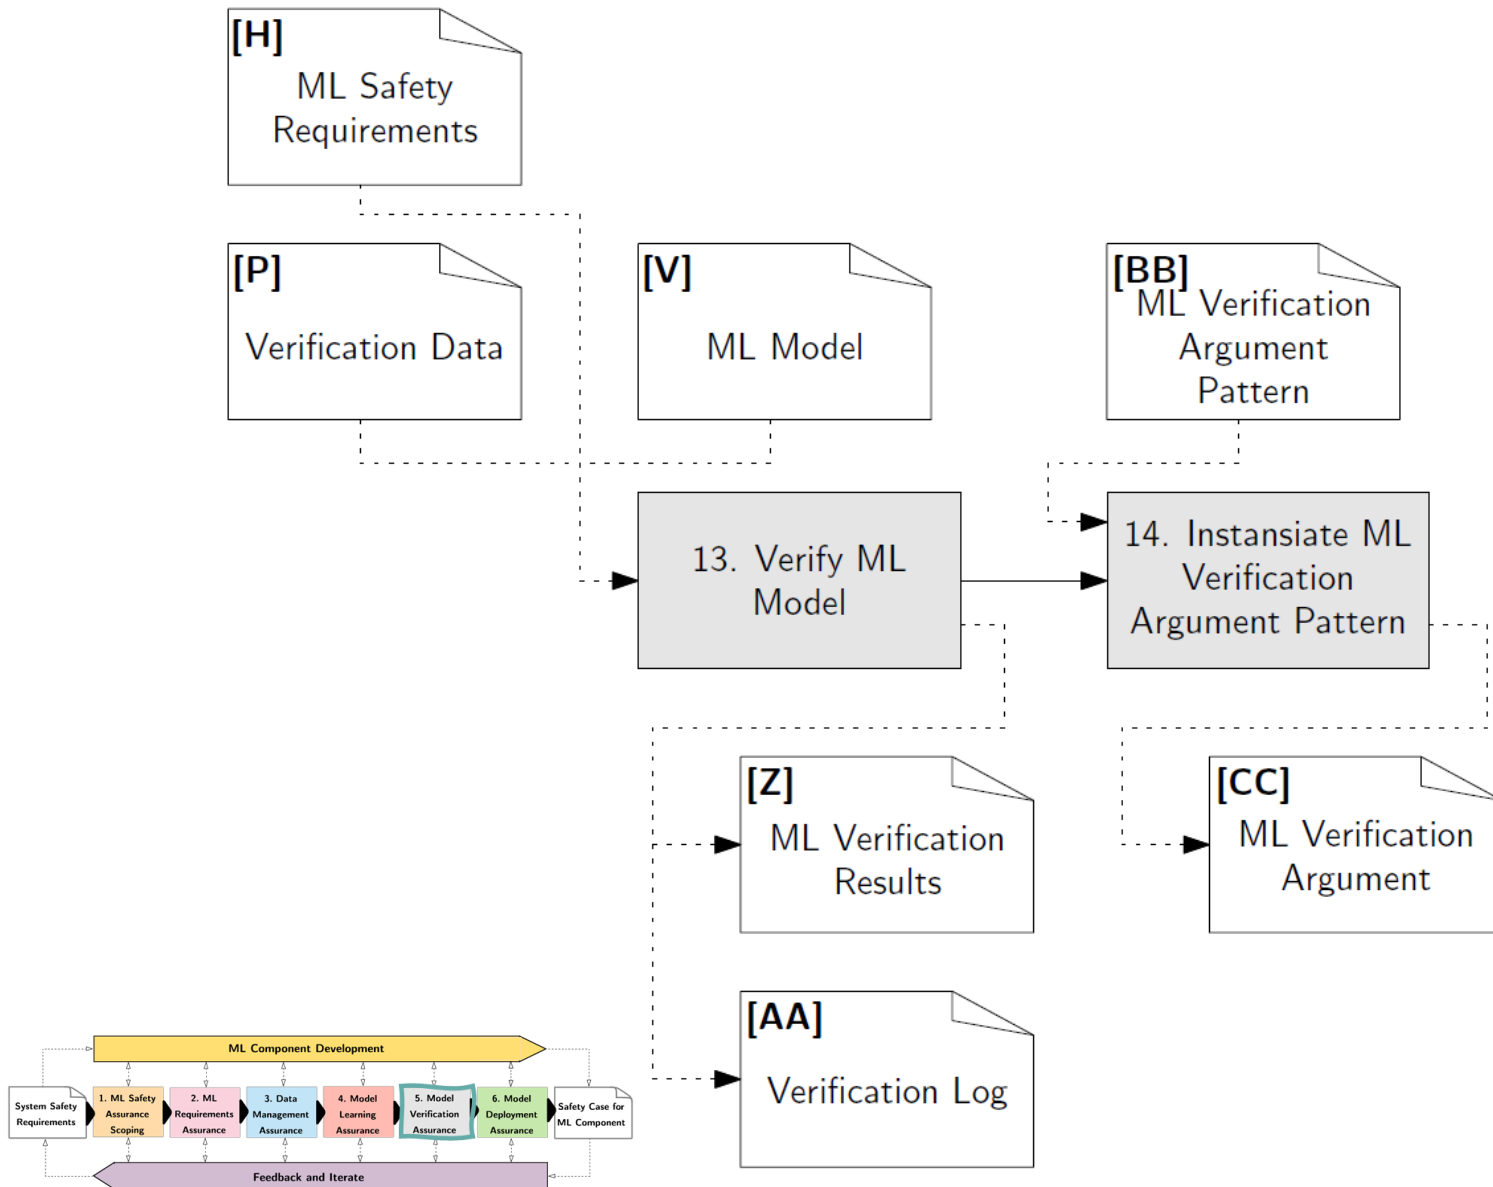 [H]
ML Safety
Requirements
[P]
Verification Data
[V]
ML Model
[BB]
ML Verification
Argument
Pattern
13. Verify ML
Model
14. Instansiate ML
Verification
Argument Pattern
[Z]
ML Verification
Results
[CC]
ML Verification
Argument
[AA]
Verification Log
ML Component Development
System Safety
Requirements
1. ML Safety
Assurance
Scoping
2. ML
Requirements
Assurance
3. Data
Management
Assurance
4. Model
Learning
Assurance
5. Model
Verification
Assurance
6. Model
Deployment
Assurance
Safety Case for
ML Component
Feedback and Iterate